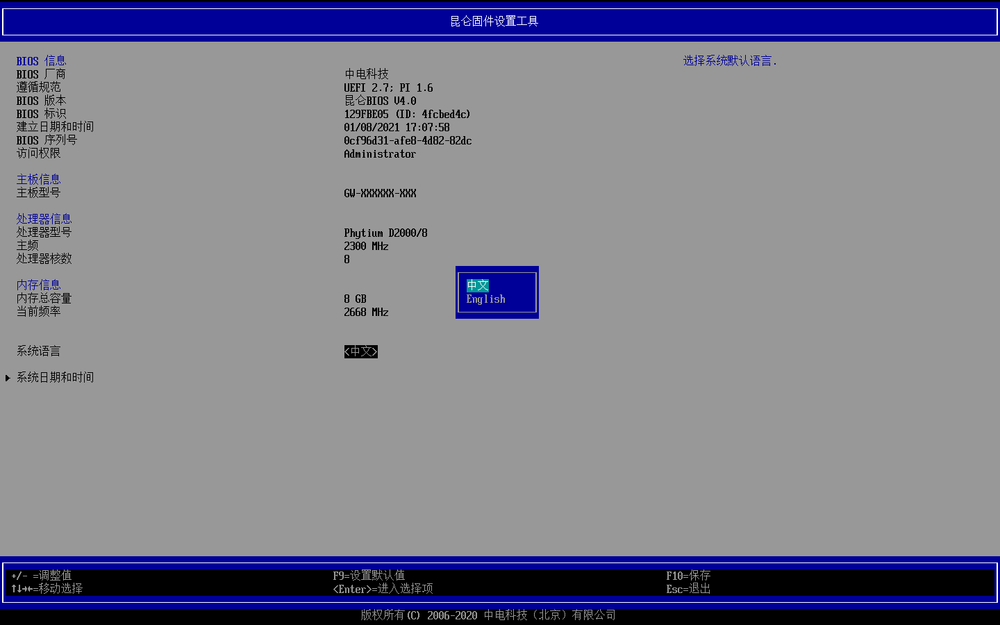 昆仑固件设置工具
BIOS 信息
选择系统默认语言.
BIOS 厂商 中电科技
遵循规范 UEFI 2.7; PI 1.6
BIOS 版本 昆仑BIOS V4.0
BIOS 标识 129FBE05 (ID: 4fcbed4c)
建立日期和时间 01/08/2021 17:07:58
BIOS 序列号 0cf96d31-afe8-4d82-82dc
访问权限 Administrator
主板信息
主板型号 GW-XXXXXX-XXX
处理器信息
处理器型号 Phytium D2000/8
主频 2300 MHz
处理器核数 8
内存信息
内存总容量 8 GB
当前频率 2668 MHz
中文
English
系统语言 <中文>
系统日期和时间
+/- =调整值 F9=设置默认值 F10=保存
↑↓→←=移动选择 <Enter>=进入选择项 Esc=退出
版权所有(C) 2006-2020 中电科技（北京）有限公司